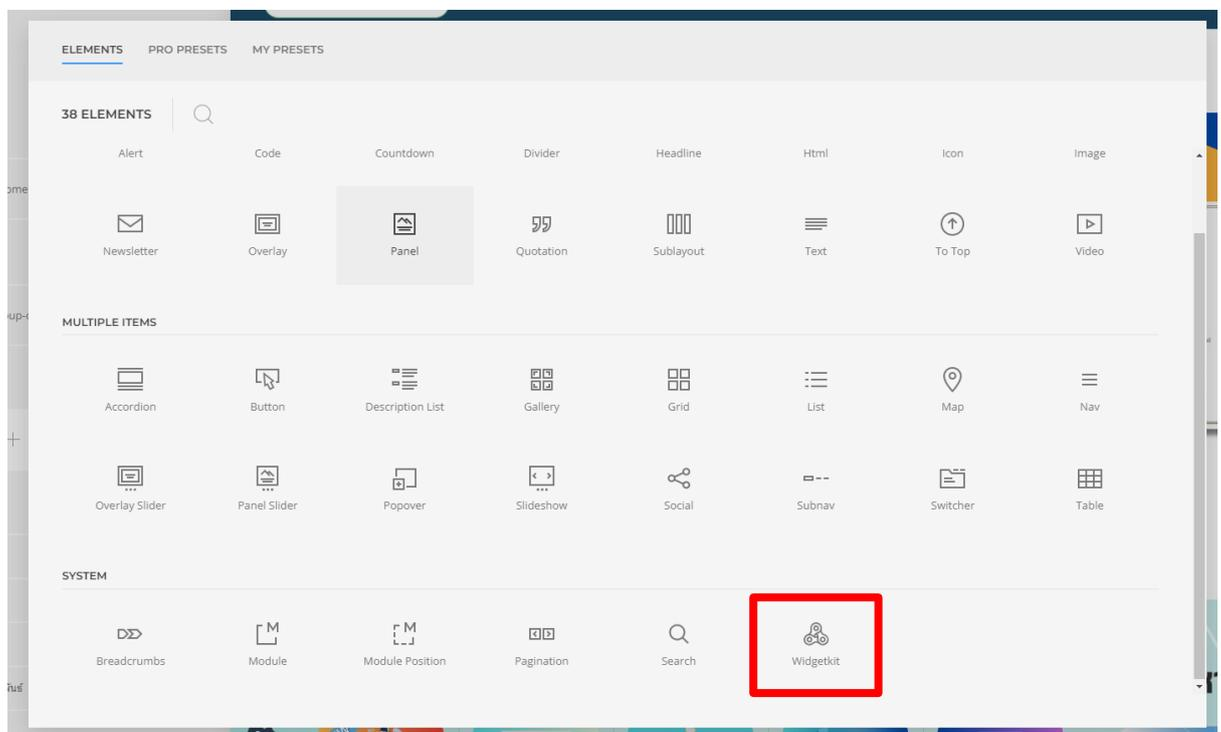 ELEMENTS PRO PRESETS MY PRESETS
38 ELEMENTS
Alert Code Countdown Divider Headline Html Icon Image
Newsletter Overlay Panel Quotation Sublayout Text To Top Video
MULTIPLE ITEMS
Accordion Button Description List Gallery Grid List Map Nav
Overlay Slider Panel Slider Popover Slideshow Social Subnav Switcher Table
SYSTEM
Breadcrumbs Module Module Position Pagination Search Widgetkit